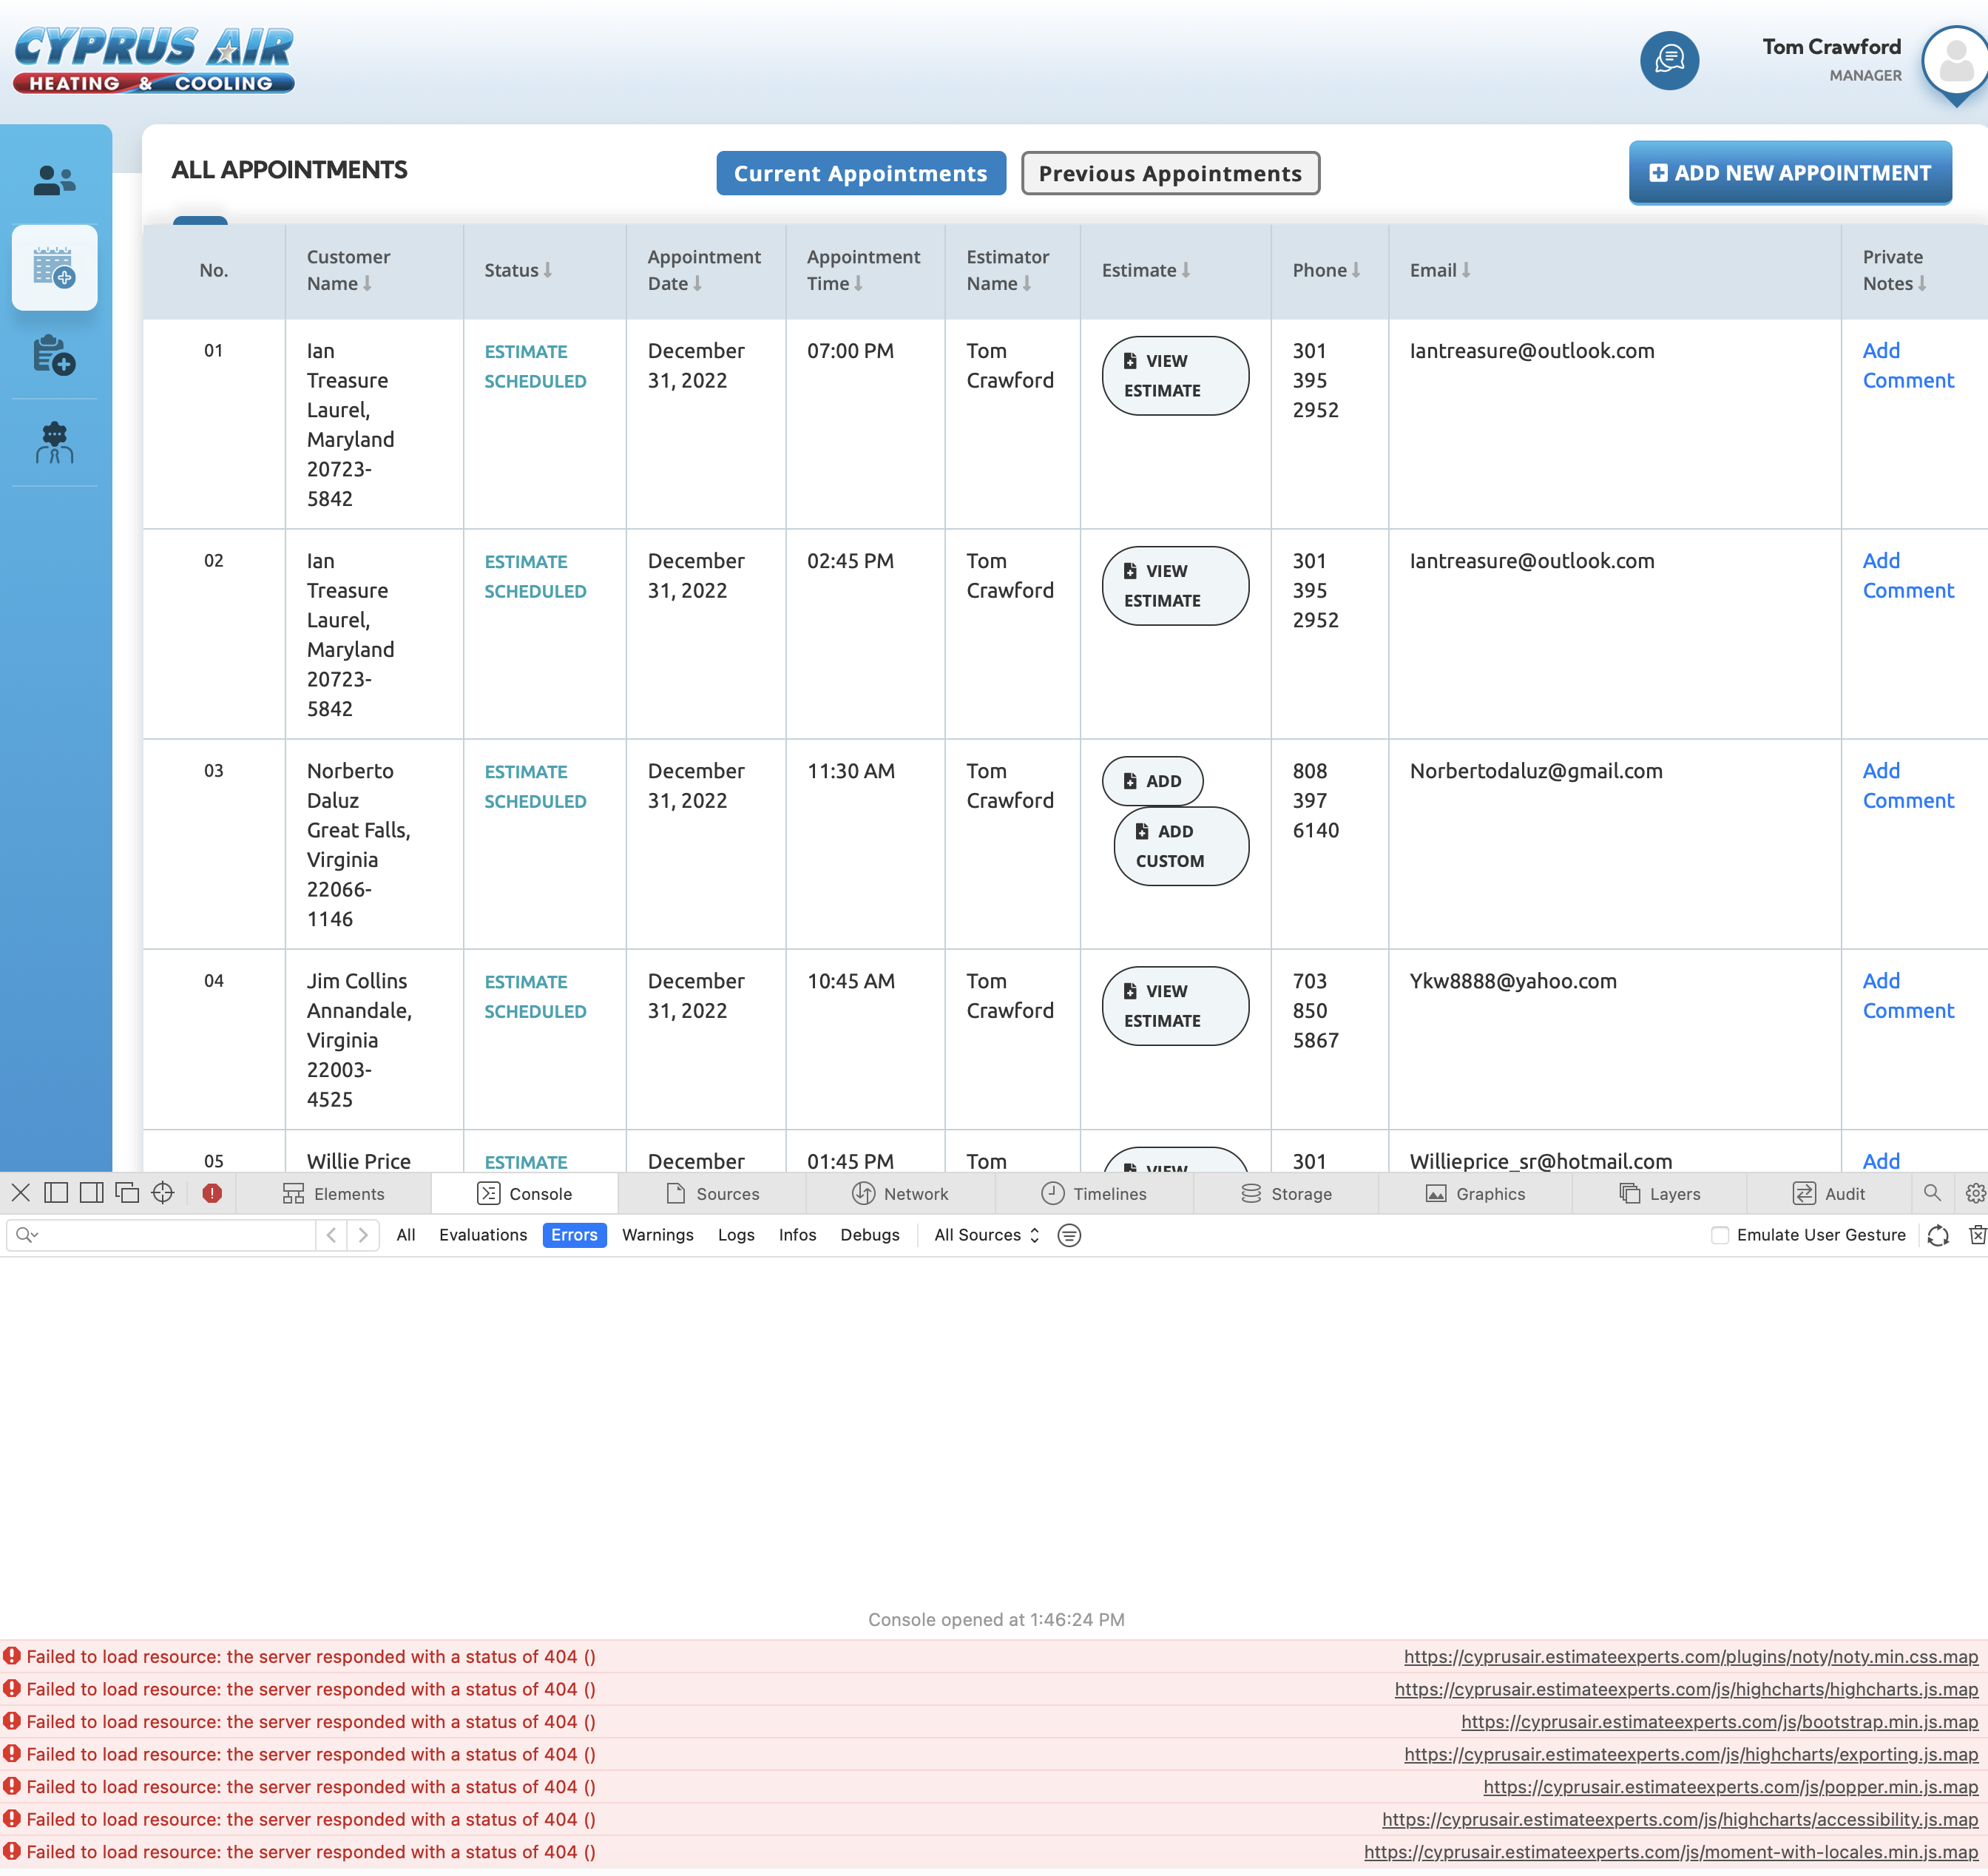 CYPRUS AIR
HEATING & COOLING
Tom Crawford
MANAGER
ALL APPOINTMENTS
Current Appointments
Previous Appointments
ADD NEW APPOINTMENT
No.
Customer
Name
Status
Appointment
Date
Appointment
Time
Estimator
Name
Estimate
Phone
Email
Private
Notes
01
Ian
Treasure
Laurel,
Maryland
20723-
5842
ESTIMATE
SCHEDULED
December
31, 2022
07:00 PM
Tom
Crawford
VIEW
ESTIMATE
301
395
2952
Iantreasure@outlook.com
Add
Comment
02
Ian
Treasure
Laurel,
Maryland
20723-
5842
ESTIMATE
SCHEDULED
December
31, 2022
02:45 PM
Tom
Crawford
VIEW
ESTIMATE
301
395
2952
Iantreasure@outlook.com
Add
Comment
03
Norberto
Daluz
Great Falls,
Virginia
22066-
1146
ESTIMATE
SCHEDULED
December
31, 2022
11:30 AM
Tom
Crawford
ADD
ADD
CUSTOM
808
397
6140
Norbertodaluz@gmail.com
Add
Comment
04
Jim Collins
Annandale,
Virginia
22003-
4525
ESTIMATE
SCHEDULED
December
31, 2022
10:45 AM
Tom
Crawford
VIEW
ESTIMATE
703
850
5867
Ykw8888@yahoo.com
Add
Comment
05
Willie Price
ESTIMATE
December
01:45 PM
Tom
VIEW
301
Willieprice_sr@hotmail.com
Add
Elements
Console
Sources
Network
Timelines
Storage
Graphics
Layers
Audit
All
Evaluations
Errors
Warnings
Logs
Infos
Debugs
All Sources
Emulate User Gesture
Console opened at 1:46:24 PM
Failed to load resource: the server responded with a status of 404 () https://cyprusair.estimateexperts.com/plugins/noty/noty.min.css.map
Failed to load resource: the server responded with a status of 404 () https://cyprusair.estimateexperts.com/js/highcharts/highcharts.js.map
Failed to load resource: the server responded with a status of 404 () https://cyprusair.estimateexperts.com/js/bootstrap.min.js.map
Failed to load resource: the server responded with a status of 404 () https://cyprusair.estimateexperts.com/js/highcharts/exporting.js.map
Failed to load resource: the server responded with a status of 404 () https://cyprusair.estimateexperts.com/js/popper.min.js.map
Failed to load resource: the server responded with a status of 404 () https://cyprusair.estimateexperts.com/js/highcharts/accessibility.js.map
Failed to load resource: the server responded with a status of 404 () https://cyprusair.estimateexperts.com/js/moment-with-locales.min.js.map